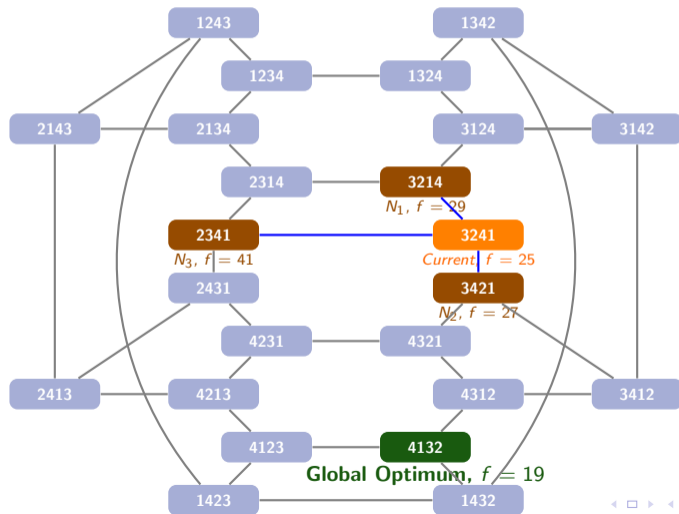 1243 1342
1234 1324
2143 2134 3124 3142
2314 3214
N₁, f = 29
2341 3241
N₃, f = 41 Current, f = 25
2431 3421
N₂, f = 27
4231 4321
2413 4213 4312 3412
4123 4132
Global Optimum, f = 19
1423 1432